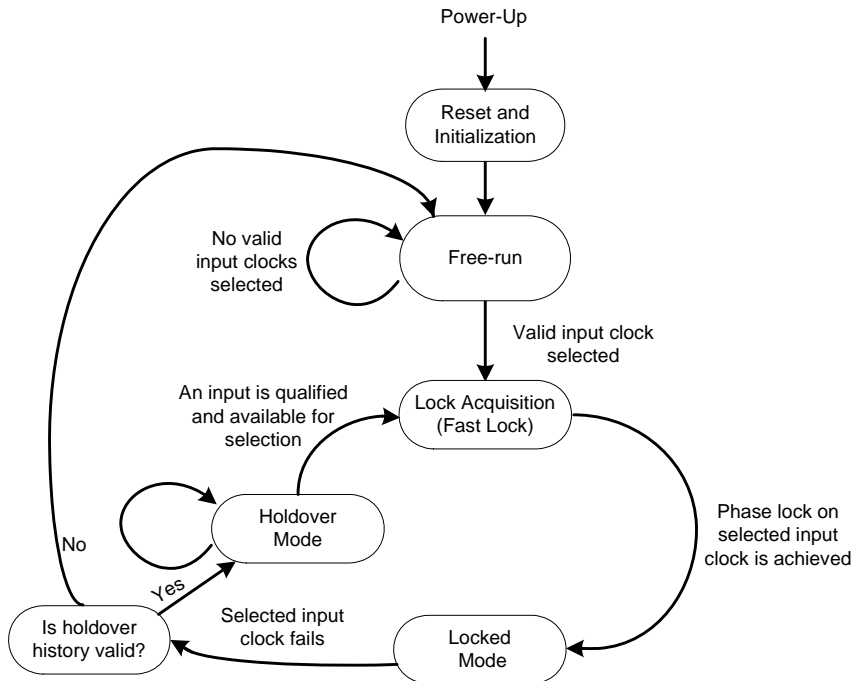 Power-Up
Reset and
Initialization
No valid
input clocks
selected
Free-run
Valid input clock
selected
An input is qualified
and available for
selection
Lock Acquisition
(Fast Lock)
Holdover
Mode
Phase lock on
selected input
clock is achieved
No
Yes
Is holdover
history valid?
Selected input
clock fails
Locked
Mode